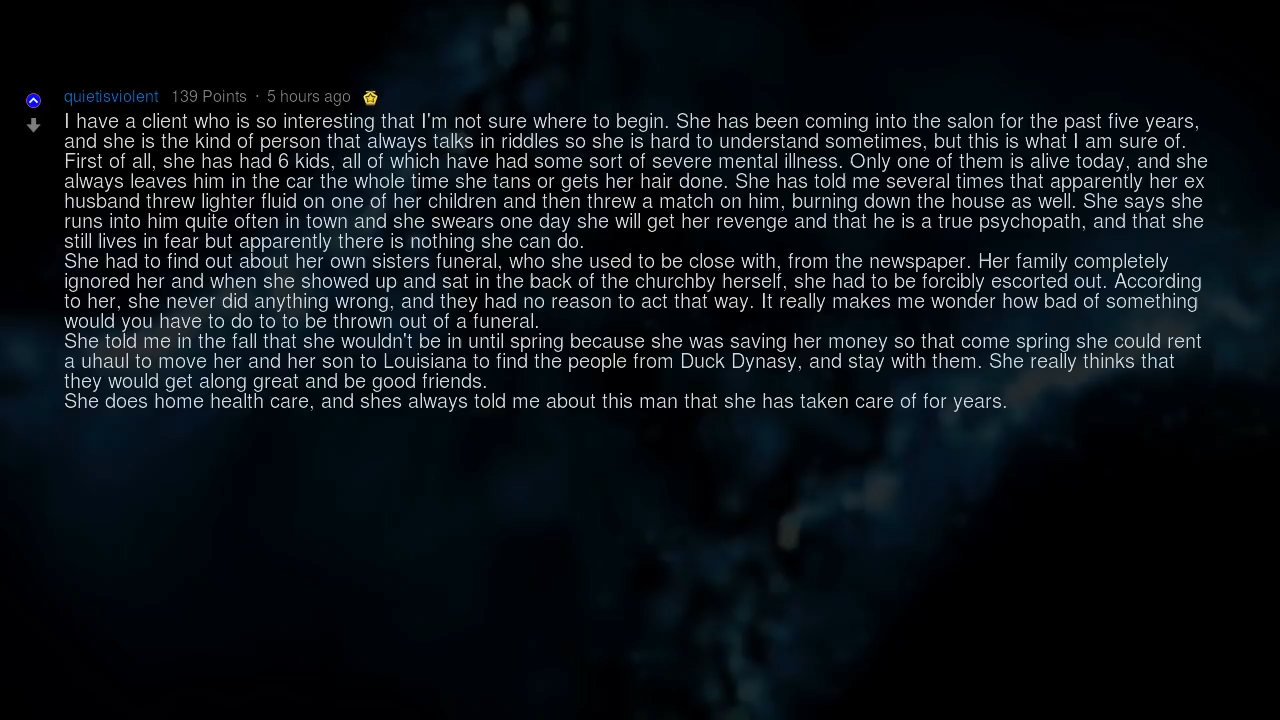 quietisviolent 139 Points · 5 hours ago
I have a client who is so interesting that I'm not sure where to begin. She has been coming into the salon for the past five years,
and she is the kind of person that always talks in riddles so she is hard to understand sometimes, but this is what I am sure of.
First of all, she has had 6 kids, all of which have had some sort of severe mental illness. Only one of them is alive today, and she
always leaves him in the car the whole time she tans or gets her hair done. She has told me several times that apparently her ex
husband threw lighter fluid on one of her children and then threw a match on him, burning down the house as well. She says she
runs into him quite often in town and she swears one day she will get her revenge and that he is a true psychopath, and that she
still lives in fear but apparently there is nothing she can do.
She had to find out about her own sisters funeral, who she used to be close with, from the newspaper. Her family completely
ignored her and when she showed up and sat in the back of the churchby herself, she had to be forcibly escorted out. According
to her, she never did anything wrong, and they had no reason to act that way. It really makes me wonder how bad of something
would you have to do to to be thrown out of a funeral.
She told me in the fall that she wouldn't be in until spring because she was saving her money so that come spring she could rent
a uhaul to move her and her son to Louisiana to find the people from Duck Dynasy, and stay with them. She really thinks that
they would get along great and be good friends.
She does home health care, and shes always told me about this man that she has taken care of for years.